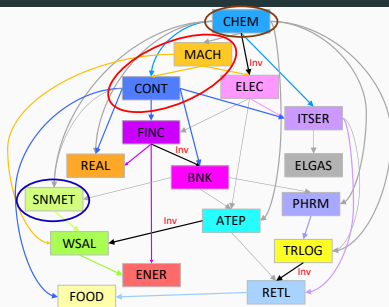 CHEM
MACH
Inv
CONT
ELEC
ITSER
FINC
Inv
REAL
ELGAS
BNK
SNMET
PHRM
Inv
ATEP
WSAL
TRLOG
ENER
Inv
FOOD
RETL